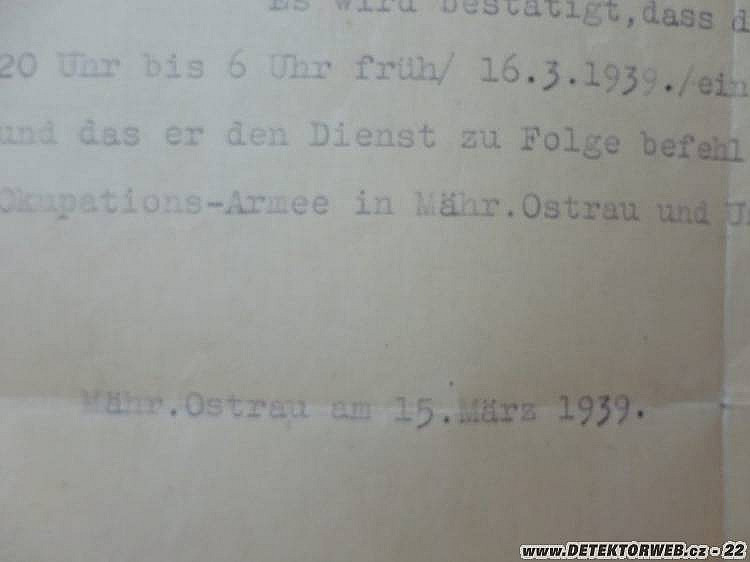 Es wird bestätigt,dass d
20 Uhr bis 6 Uhr früh/ 16.3.1939./ein
und das er den Dienst zu Folge befehl
Okupations-Armee in Mähr.Ostrau und U
Mähr.Ostrau am 15.März 1939.
www.DETEKTORWEB.cz - 22